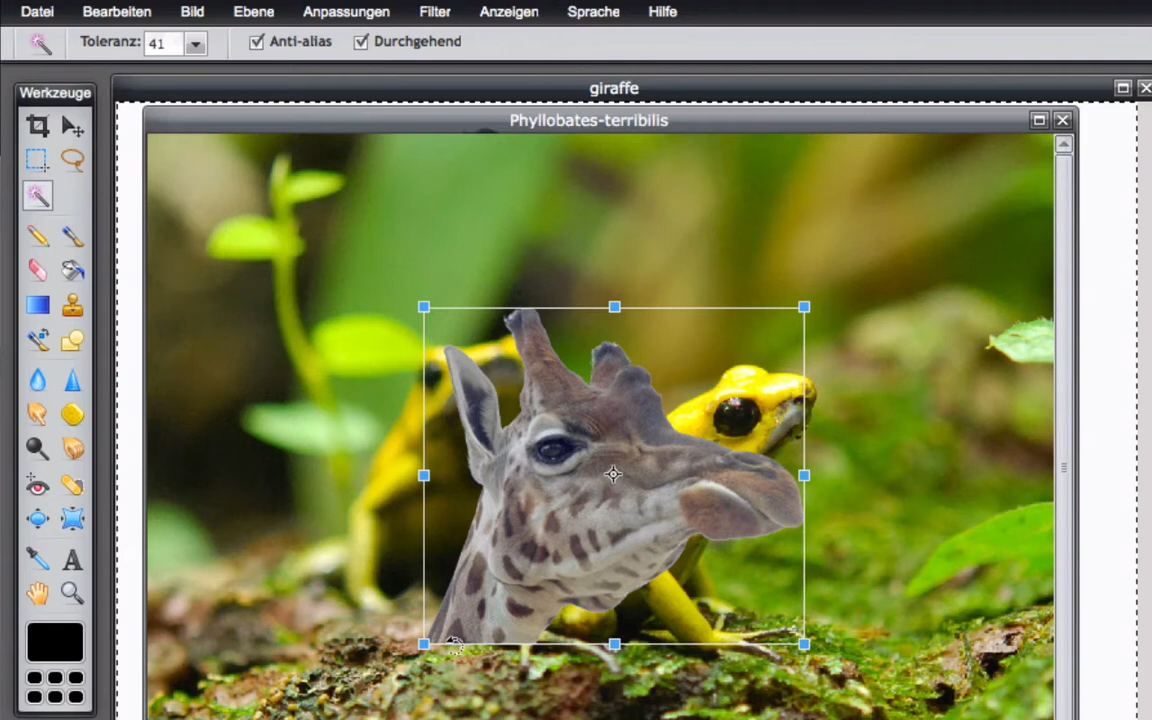 Datei Bearbeiten Bild Ebene Anpassungen Filter Anzeigen Sprache Hilfe
Toleranz: 41 Anti-alias Durchgehend
giraffe
Werkzeuge
Phyllobates-terribilis
A